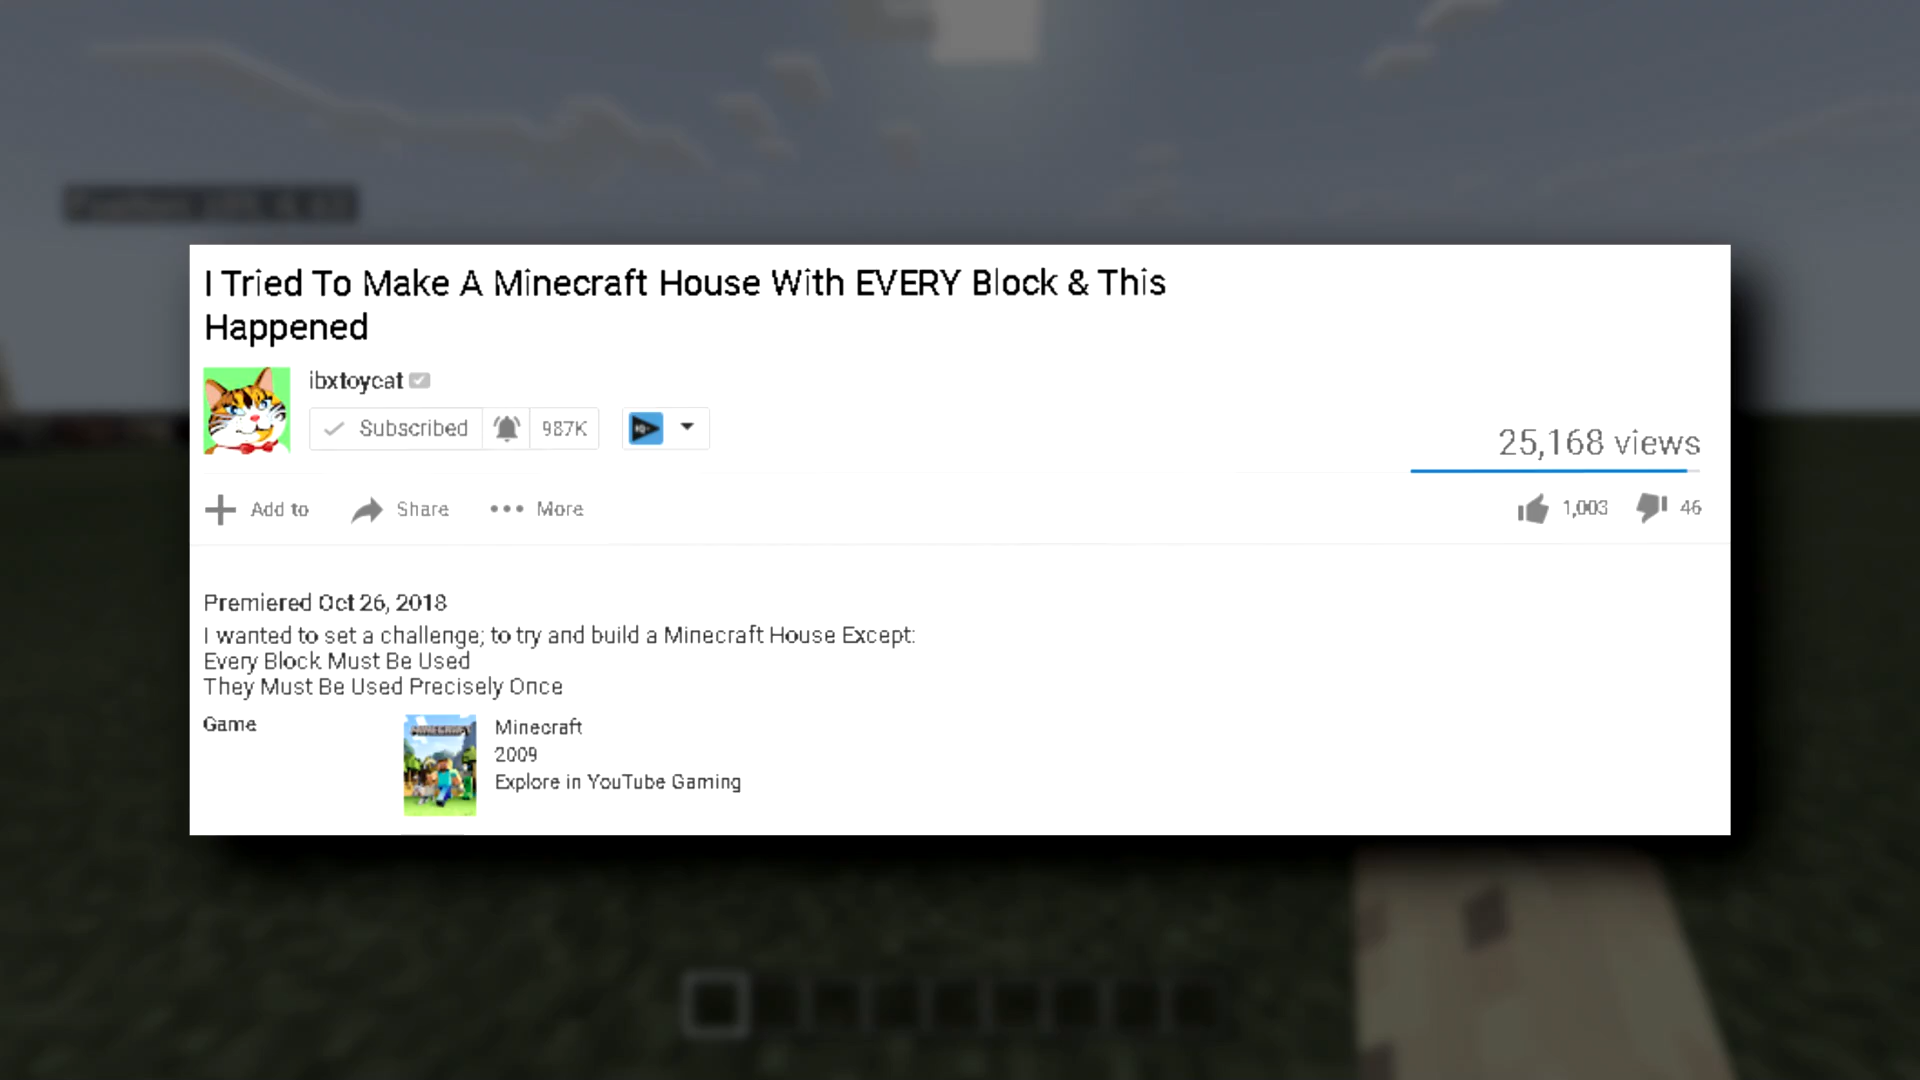 I Tried To Make A Minecraft House With EVERY Block & This
Happened
ibxtoycat
Subscribed 987K
25,168 views
Add to Share More 1,003 46
Premiered Oct 26, 2018
I wanted to set a challenge; to try and build a Minecraft House Except:
Every Block Must Be Used
They Must Be Used Precisely Once
Game Minecraft
2009
Explore in YouTube Gaming